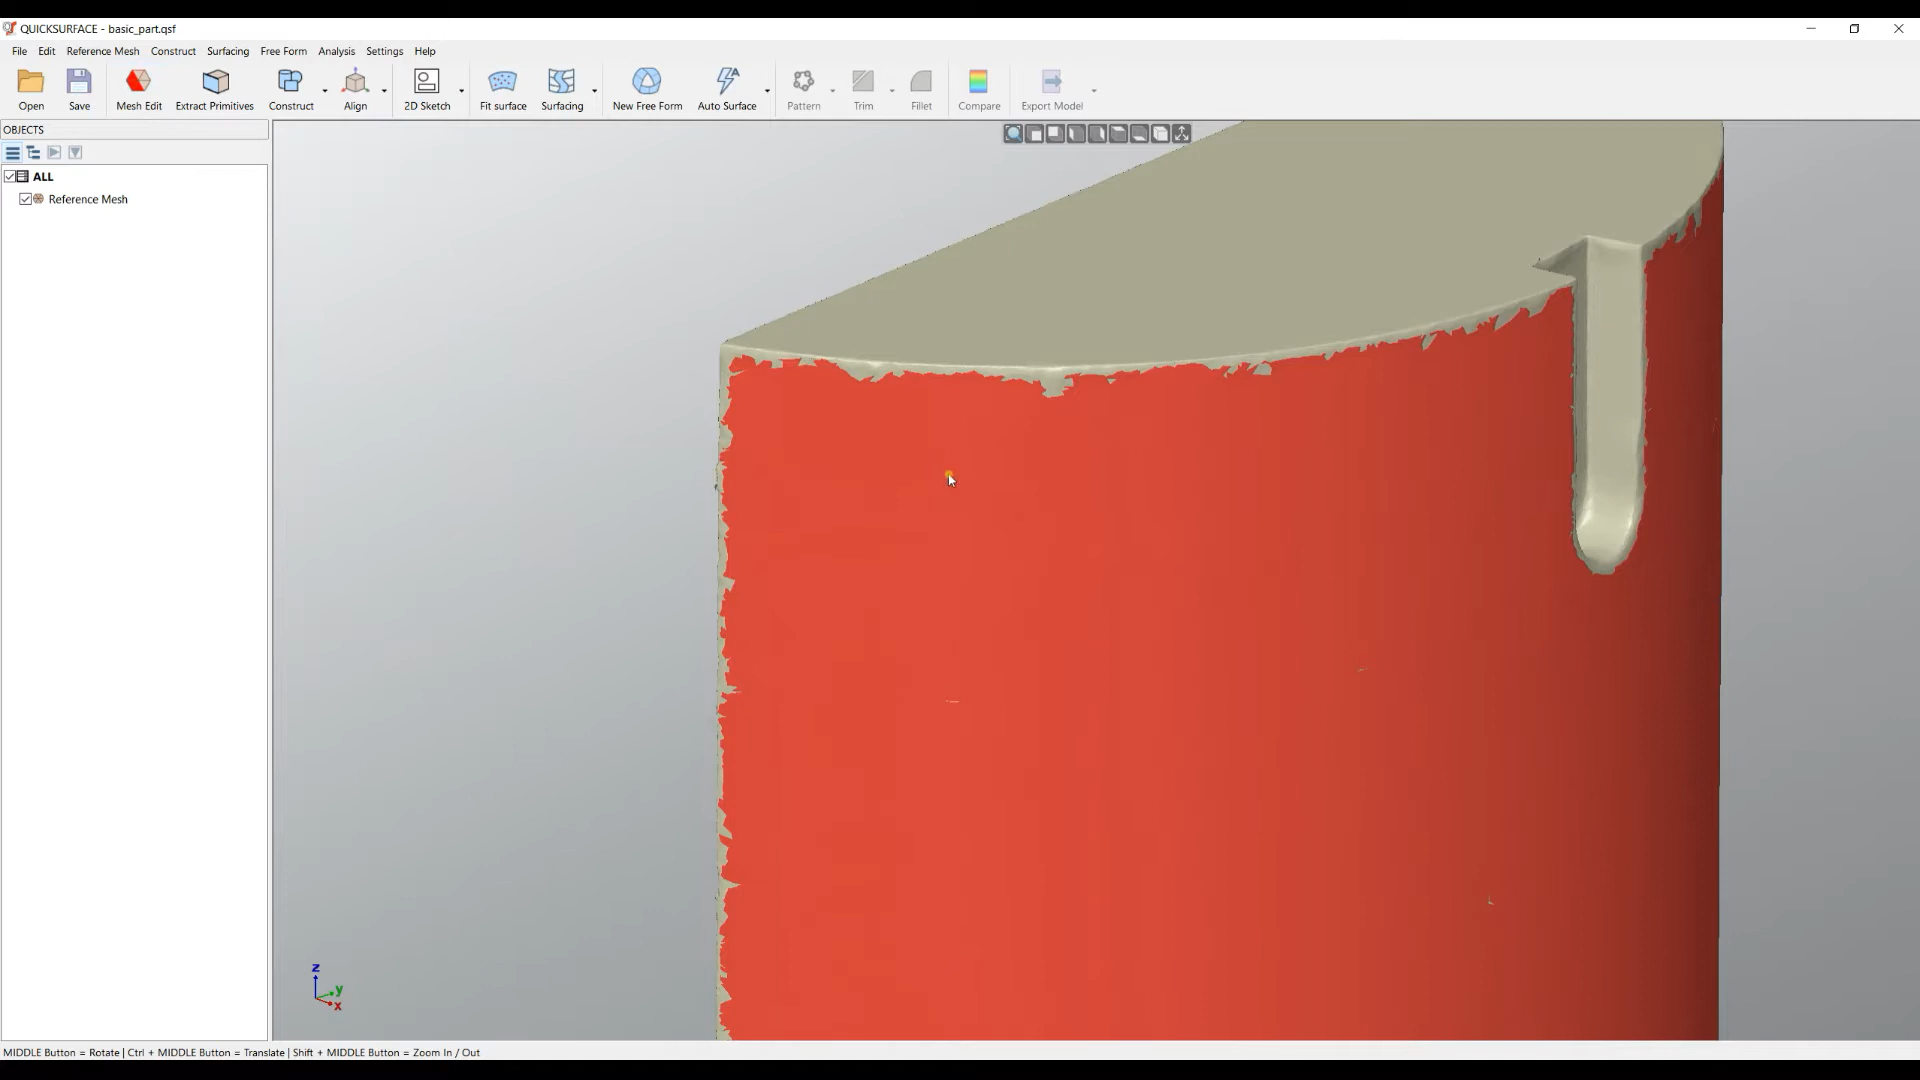 QUICKSURFACE - basic_part.qsf
File Edit Reference Mesh Construct Surfacing Free Form Analysis Settings Help
Open Save Mesh Edit Extract Primitives Construct Align 2D Sketch Fit surface Surfacing New Free Form Auto Surface Pattern Trim Fillet Compare Export Model
OBJECTS
ALL
Reference Mesh
z
y
x
MIDDLE Button = Rotate | Ctrl + MIDDLE Button = Translate | Shift + MIDDLE Button = Zoom In / Out